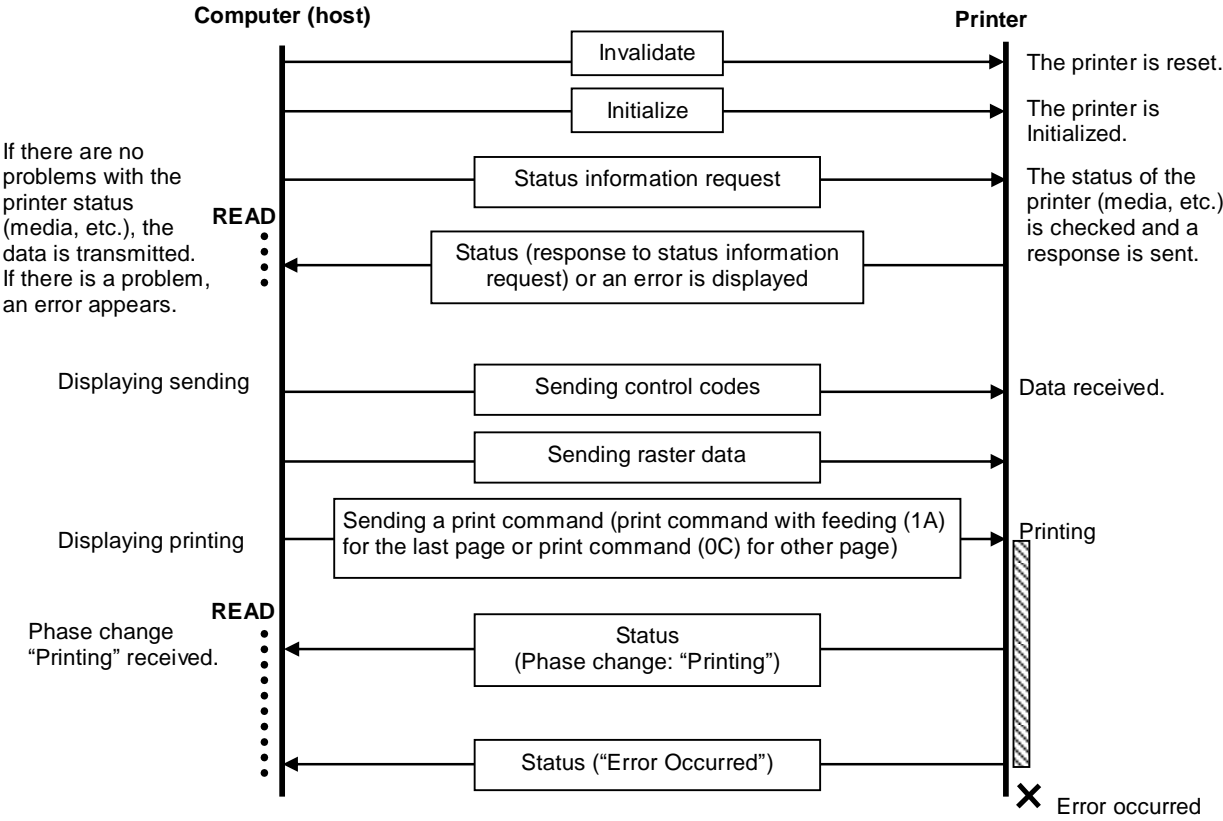 Computer (host)
Printer
Invalidate
The printer is reset.
Initialize
The printer is
Initialized.
If there are no
problems with the
printer status
(media, etc.), the
data is transmitted.
If there is a problem,
an error appears.
Status information request
The status of the
printer (media, etc.)
is checked and a
response is sent.
READ
Status (response to status information
request) or an error is displayed
Displaying sending
Sending control codes
Data received.
Sending raster data
Displaying printing
Sending a print command (print command with feeding (1A)
for the last page or print command (0C) for other page)
Printing
READ
Phase change
“Printing” received.
Status
(Phase change: “Printing”)
Status (“Error Occurred”)
Error occurred